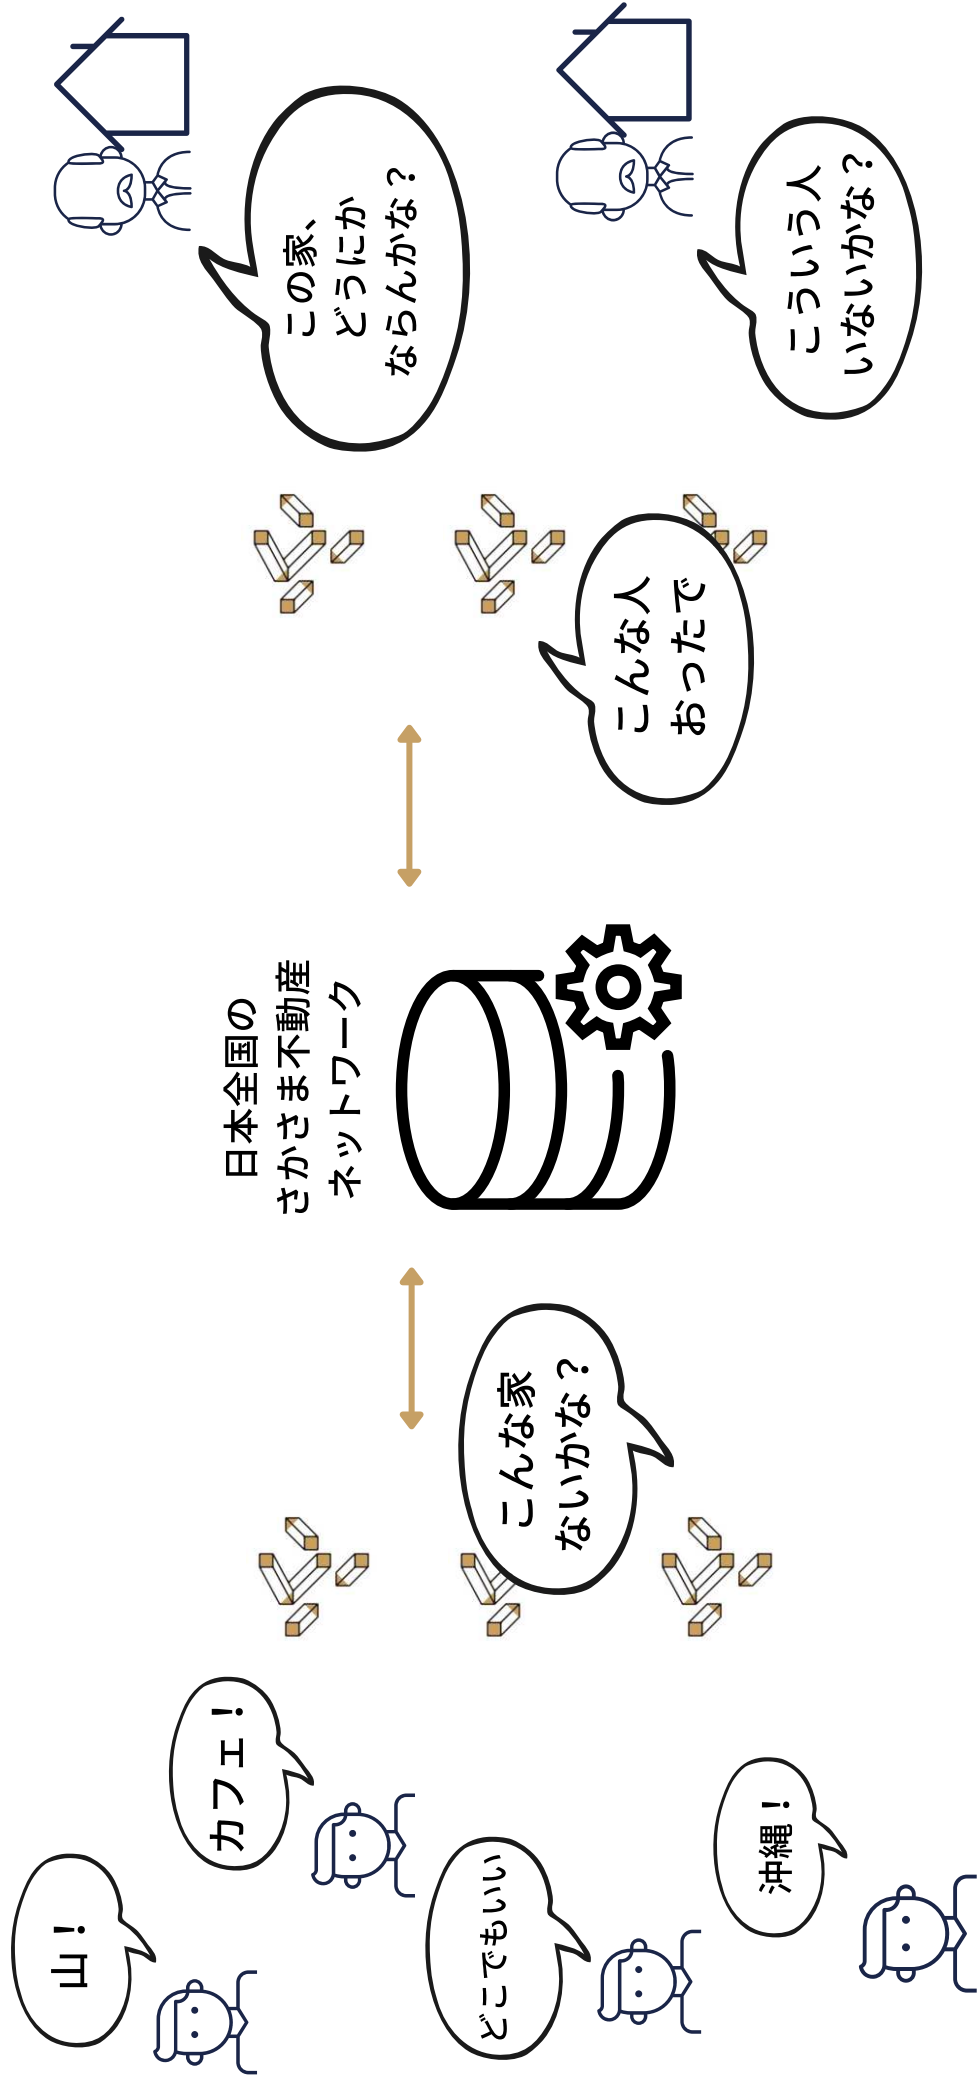 山！
カフェ！
どこでもいい
沖縄！
こんな家
ないかな？
日本全国の
さかさま不動産
ネットワーク
こんな人
おったで
この家、
どうにか
ならんかな？
こういう人
いないかな？